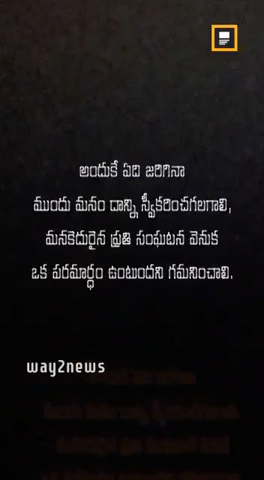 అందుకే ఏది జరిగినా
ముందు మనం దాన్ని స్వీకరించగలగాలి,
మనకెదురైన ప్రతి సంఘటన వెనుక
ఒక పరమార్ధం ఉంటుందని గమనించాలి.
way2news